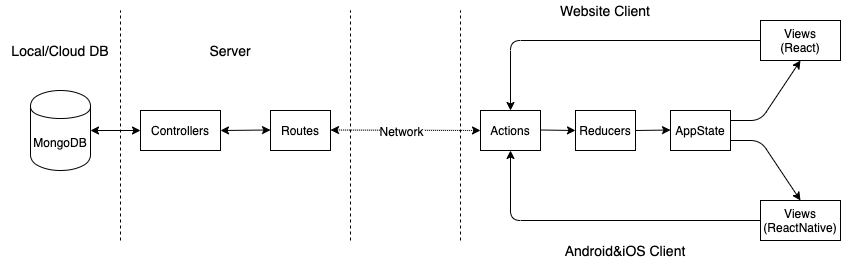 Website Client
Local/Cloud DB
Server
Views
(React)
MongoDB
Controllers
Routes
Network
Actions
Reducers
AppState
Views
(ReactNative)
Android&iOS Client